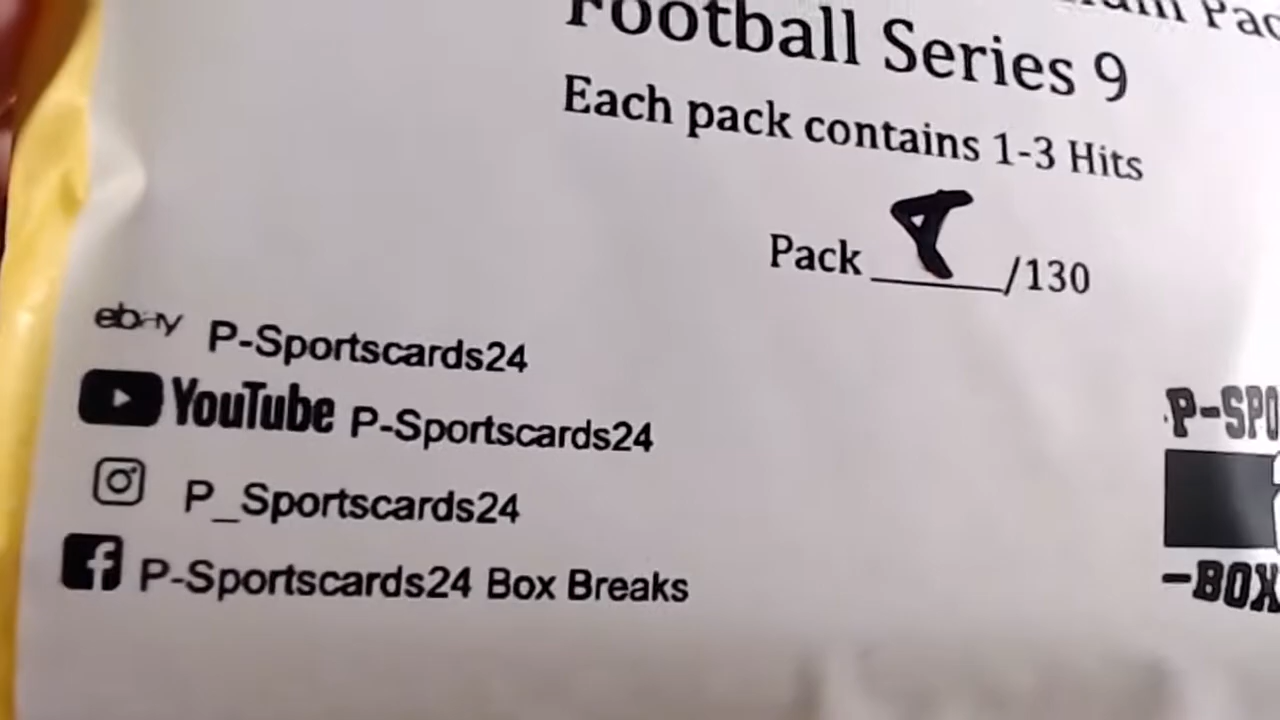 Football Series 9
Each pack contains 1-3 Hits
Pack /130
ebay P-Sportscards24
YouTube P-Sportscards24
P_Sportscards24
P-Sportscards24 Box Breaks
P-SPO
-BOX